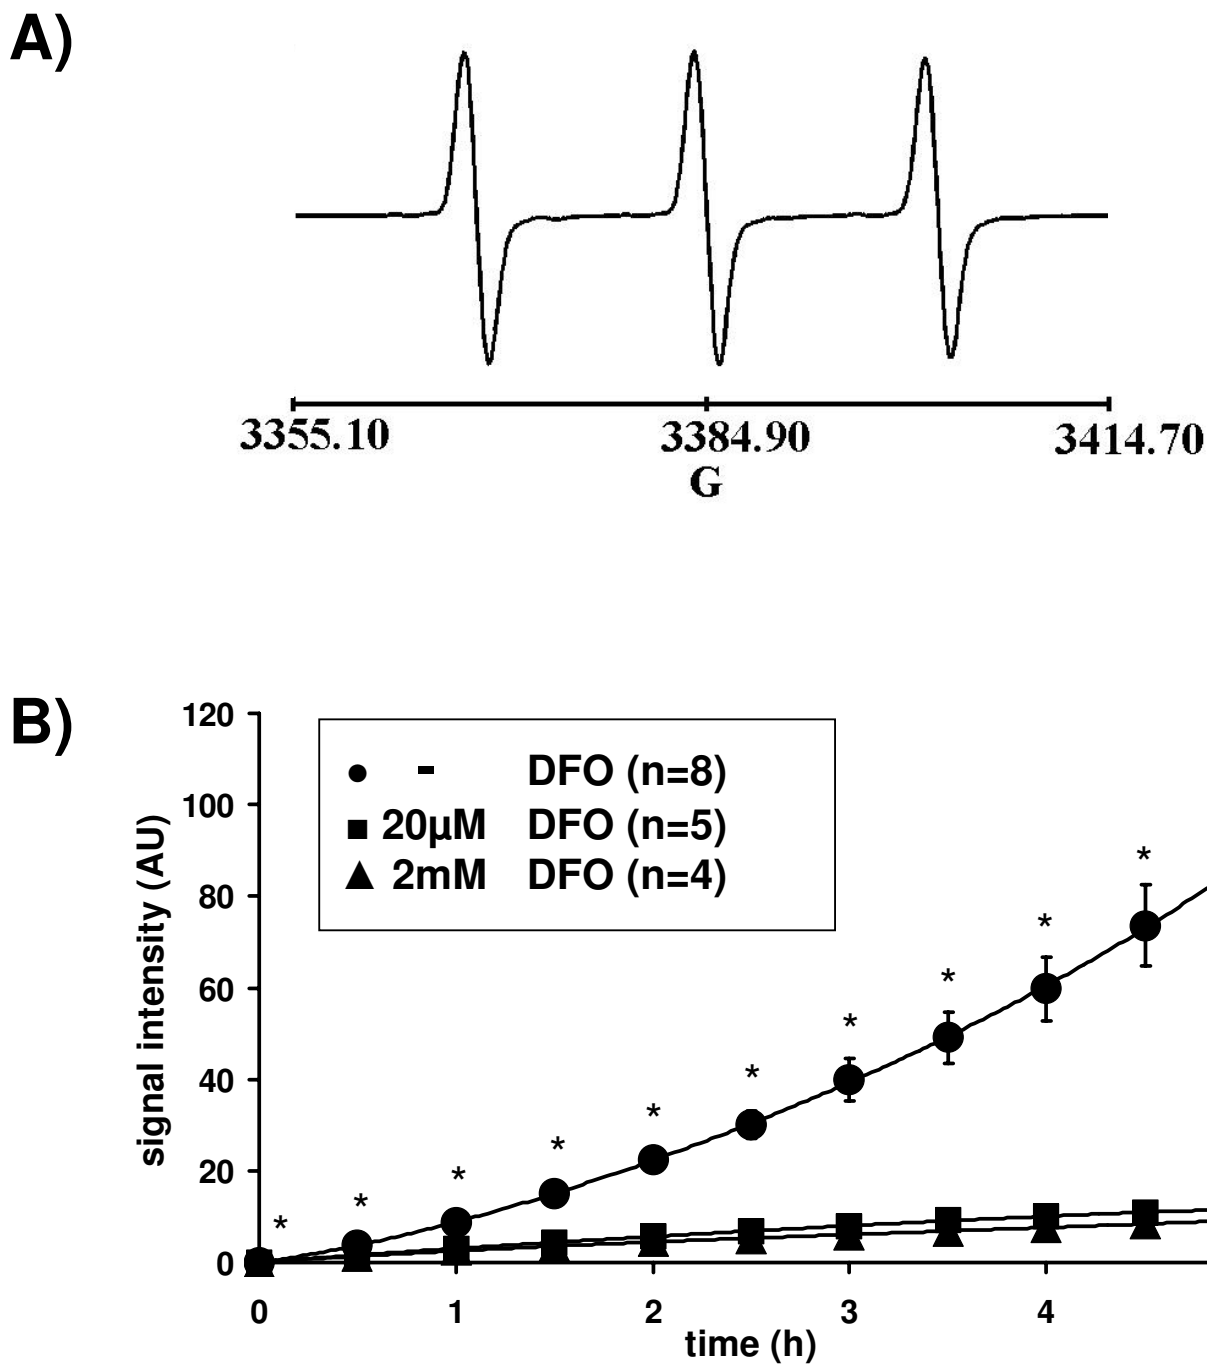 A)
3355.10 3384.90 3414.70
G
B)
120
100
80
60
40
20
0
signal intensity (AU)
- DFO (n=8)
20µM DFO (n=5)
2mM DFO (n=4)
* * * * * * * * * *
0 1 2 3 4
time (h)